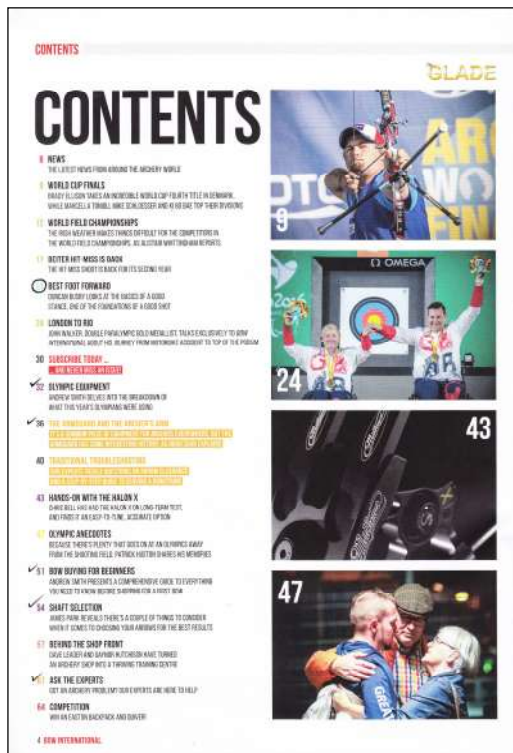 CONTENTS
GLADE
CONTENTS
NEWS
THE LATEST NEWS FROM AROUND THE ARCHERY WORLD
WORLD CUP FINALS
BRADY ELLISON TAKES AN INCREDIBLE WORLD CUP FOURTH TITLE IN DENMARK,
WHILE MARCELLA TONIOLI, MIKE SCHLOESSER AND KI BO BAE TOP THEIR DIVISIONS
WORLD FIELD CHAMPIONSHIPS
THE IRISH WEATHER MAKES THINGS DIFFICULT FOR THE COMPETITORS IN
THE WORLD FIELD CHAMPIONSHIPS, AS ALISTAIR WHITTINGHAM REPORTS
BEITER HIT-MISS IS BACK
THE HIT MISS SHOOT IS BACK FOR ITS SECOND YEAR
BEST FOOT FORWARD
DUNCAN BUSBY LOOKS AT THE BASICS OF A GOOD
STANCE, ONE OF THE FOUNDATIONS OF A GOOD SHOT
LONDON TO RIO
JOHN WALKER, DOUBLE PARALYMPIC GOLD MEDALLIST, TALKS EXCLUSIVELY TO BOW
INTERNATIONAL ABOUT HIS JOURNEY FROM MOTORBIKE ACCIDENT TO TOP OF THE PODIUM
30 SUBSCRIBE TODAY ...
... AND NEVER MISS AN ISSUE!
32 OLYMPIC EQUIPMENT
ANDREW SMITH DELVES INTO THE BREAKDOWN OF
WHAT THIS YEAR'S OLYMPIANS WERE USING
36 THE BOWGUARD AND THE ARCHER'S ARM
40 TRADITIONAL TROUBLESHOOTING
43 HANDS-ON WITH THE HALON X
CHRIS BELL HAS HAD THE HALON X ON LONG-TERM TEST,
AND FINDS IT AN EASY-TO-TUNE, ACCURATE OPTION
47 OLYMPIC ANECDOTES
BECAUSE THERE'S PLENTY THAT GOES ON AT AN OLYMPICS AWAY
FROM THE SHOOTING FIELD, PATRICK HUSTON SHARES HIS MEMORIES
51 BOW BUYING FOR BEGINNERS
ANDREW SMITH PRESENTS A COMPREHENSIVE GUIDE TO EVERYTHING
YOU NEED TO KNOW BEFORE SHOPPING FOR A FIRST BOW
54 SHAFT SELECTION
JAMES PARK REVEALS THERE'S A COUPLE OF THINGS TO CONSIDER
WHEN IT COMES TO CHOOSING YOUR ARROWS FOR THE BEST RESULTS
57 BEHIND THE SHOP FRONT
DAVE LEADER AND GAYNOR HUTCHISON HAVE TURNED
AN ARCHERY SHOP INTO A THRIVING TRAINING CENTRE
ASK THE EXPERTS
GOT AN ARCHERY PROBLEM? OUR EXPERTS ARE HERE TO HELP
64 COMPETITION
WIN AN EASTON BACKPACK AND QUIVER!
4 BOW INTERNATIONAL
9
OMEGA
24
43
47